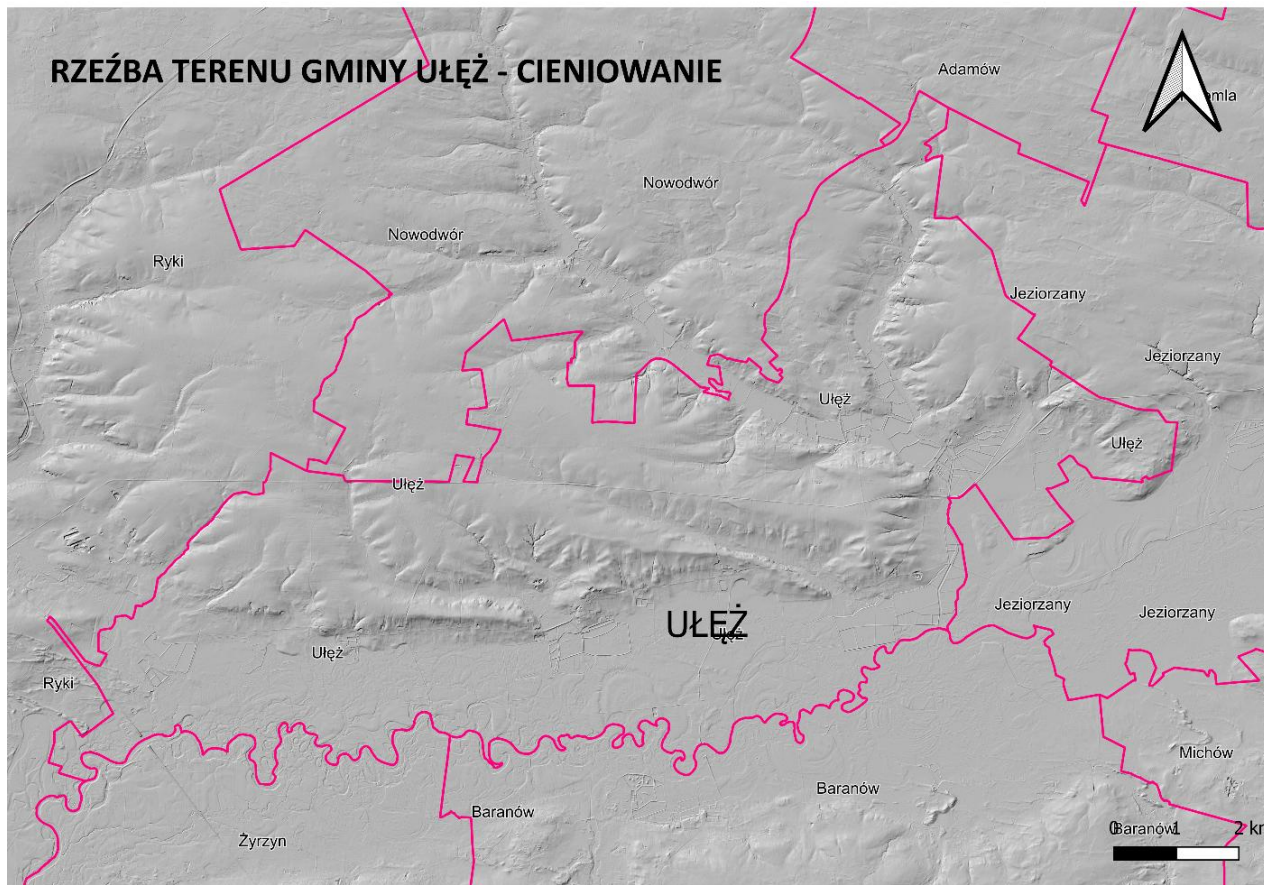 RZEŹBA TERENU GMINY UŁĘŻ - CIENIOWANIE
Adamów
Nowodwór
Nowodwór
Ryki
Jeziorzany
Jeziorzany
Ułęż
Ułęż
Ułęż
UŁĘŻ
Ułęż
Jeziorzany
Jeziorzany
Ułęż
Ryki
Michów
Baranów
Baranów
Żyrzyn
Baranów
0 1 2 km